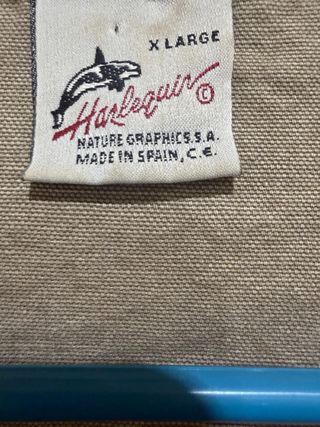 X LARGE
Harlequin ©
NATURE GRAPHICS.S.A.
MADE IN SPAIN, C.E.